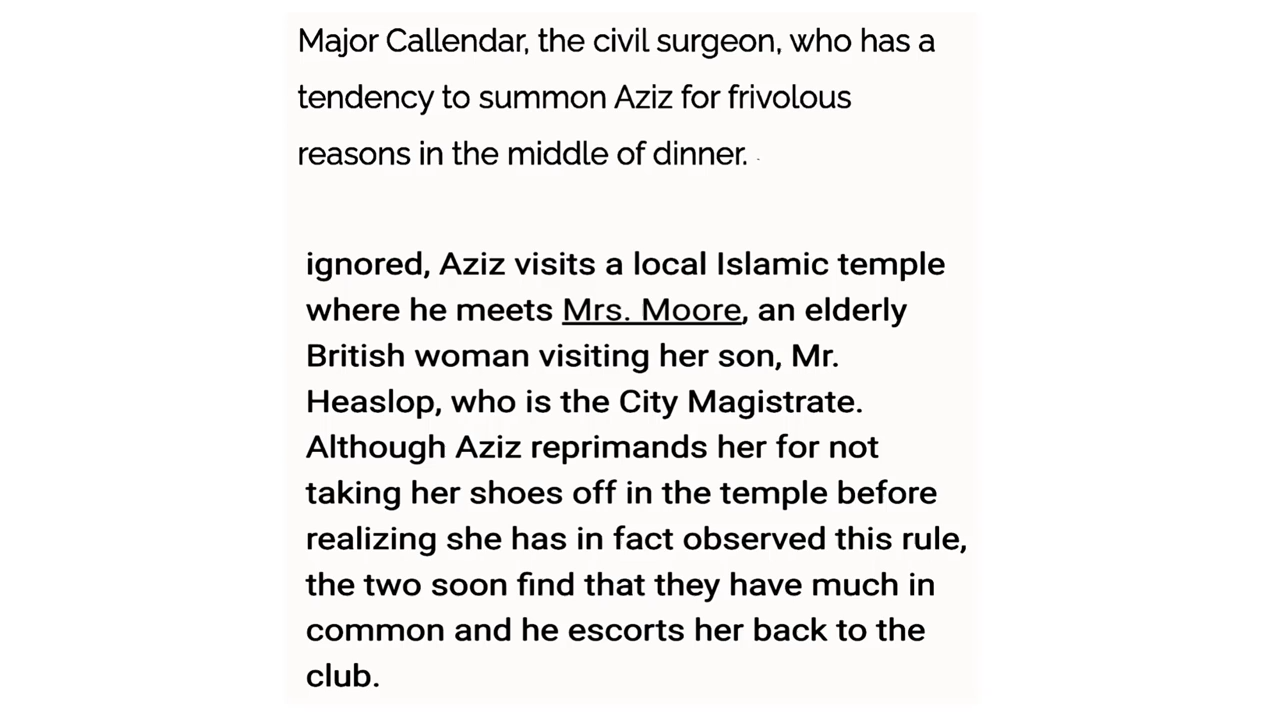 Major Callendar, the civil surgeon, who has a
tendency to summon Aziz for frivolous
reasons in the middle of dinner.
ignored, Aziz visits a local Islamic temple
where he meets Mrs. Moore, an elderly
British woman visiting her son, Mr.
Heaslop, who is the City Magistrate.
Although Aziz reprimands her for not
taking her shoes off in the temple before
realizing she has in fact observed this rule,
the two soon find that they have much in
common and he escorts her back to the
club.